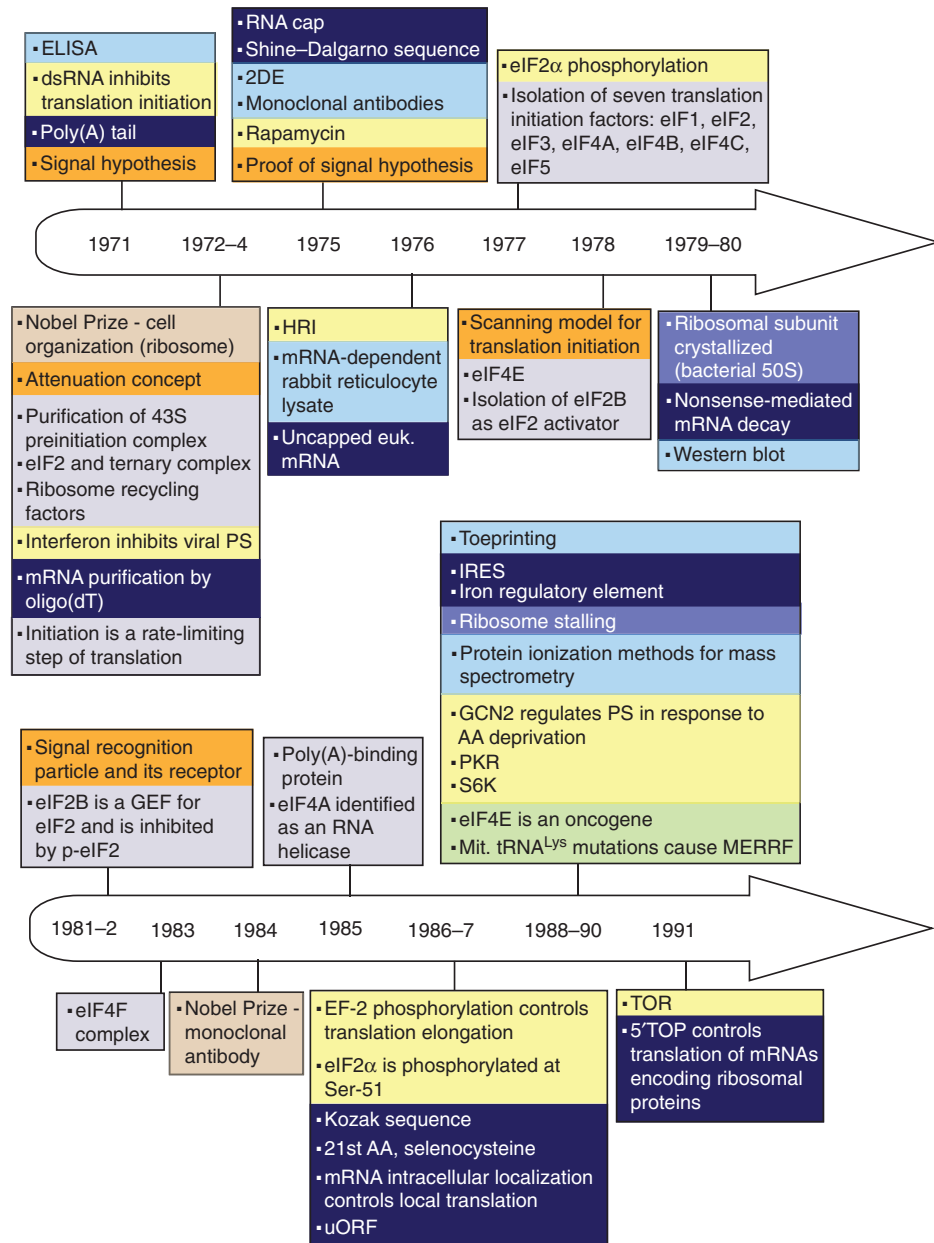 ▪ELISA
▪dsRNA inhibits
translation initiation
▪Poly(A) tail
▪Signal hypothesis
▪RNA cap
▪Shine–Dalgarno sequence
▪2DE
▪Monoclonal antibodies
▪Rapamycin
▪Proof of signal hypothesis
▪eIF2α phosphorylation
▪Isolation of seven translation
initiation factors: eIF1, eIF2,
eIF3, eIF4A, eIF4B, eIF4C,
eIF5
1971 1972–4 1975 1976 1977 1978 1979–80
▪Nobel Prize - cell
organization (ribosome)
▪Attenuation concept
▪Purification of 43S
preinitiation complex
▪eIF2 and ternary complex
▪Ribosome recycling
factors
▪Interferon inhibits viral PS
▪mRNA purification by
oligo(dT)
▪Initiation is a rate-limiting
step of translation
▪HRI
▪mRNA-dependent
rabbit reticulocyte
lysate
▪Uncapped euk.
mRNA
▪Scanning model for
translation initiation
▪eIF4E
▪Isolation of eIF2B
as eIF2 activator
▪Ribosomal subunit
crystallized
(bacterial 50S)
▪Nonsense-mediated
mRNA decay
▪Western blot
▪Signal recognition
particle and its receptor
▪eIF2B is a GEF for
eIF2 and is inhibited
by p-eIF2
▪Poly(A)-binding
protein
▪eIF4A identified
as an RNA
helicase
▪Toeprinting
▪IRES
▪Iron regulatory element
▪Ribosome stalling
▪Protein ionization methods for mass
spectrometry
▪GCN2 regulates PS in response to
AA deprivation
▪PKR
▪S6K
▪eIF4E is an oncogene
▪Mit. tRNA^Lys mutations cause MERRF
1981–2 1983 1984 1985 1986–7 1988–90 1991
▪eIF4F
complex
▪Nobel Prize -
monoclonal
antibody
▪EF-2 phosphorylation controls
translation elongation
▪eIF2α is phosphorylated at
Ser-51
▪Kozak sequence
▪21st AA, selenocysteine
▪mRNA intracellular localization
controls local translation
▪uORF
▪TOR
▪5′TOP controls
translation of mRNAs
encoding ribosomal
proteins